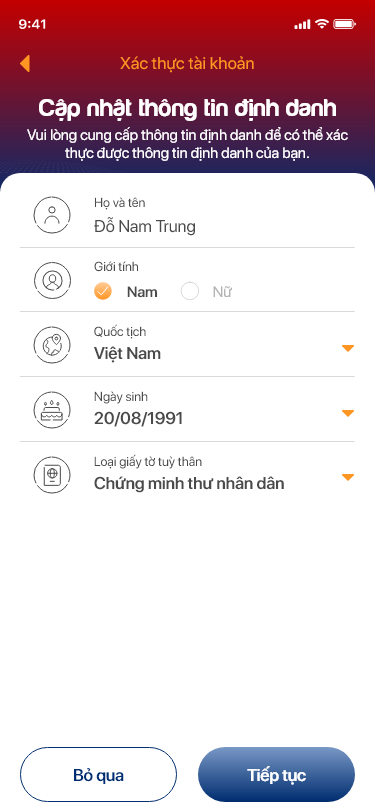 9:41
Xác thực tài khoản
Cập nhật thông tin định danh
Vui lòng cung cấp thông tin định danh để có thể xác
thực được thông tin định danh của bạn.
Họ và tên
Đỗ Nam Trung
Giới tính
Nam Nữ
Quốc tịch
Việt Nam
Ngày sinh
20/08/1991
Loại giấy tờ tuỳ thân
Chứng minh thư nhân dân
Bỏ qua Tiếp tục